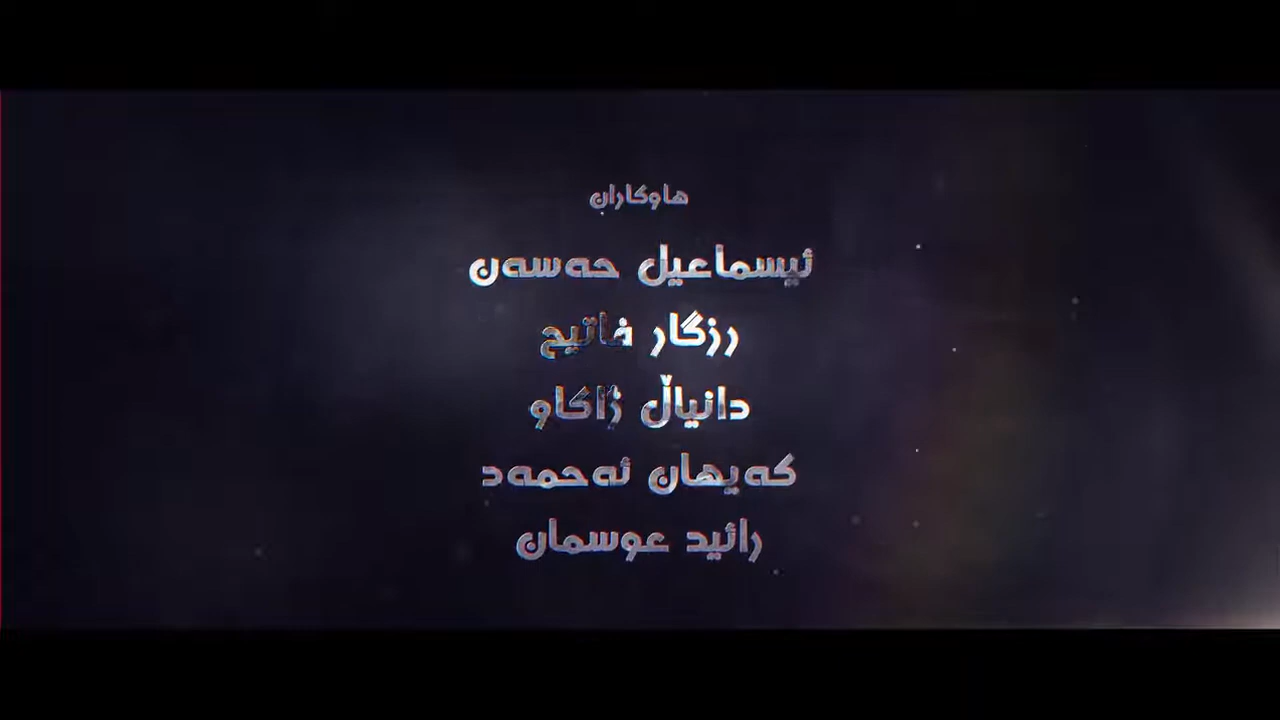 هاوکاران
ئیسماعیل حەسەن
رزگار فاتیح
دانیاڵ ژاکاو
کەیهان ئەحمەد
رائید عوسمان